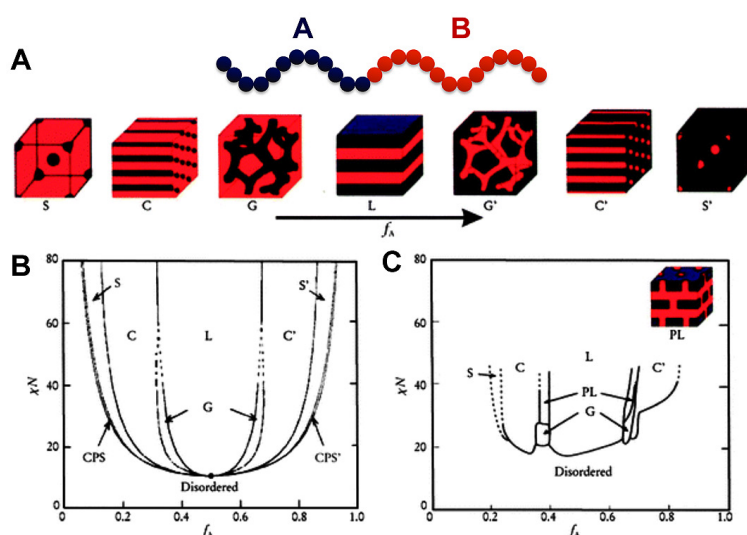 A B
A
S C G L G' C' S'
fA
B
80
60
40
20
0
χN
S
C
L
C'
S'
G
CPS
CPS'
Disordered
0 0.2 0.4 0.6 0.8 1.0
fA
C
80
60
40
20
0
χN
PL
S
C
L
C'
PL
G
Disordered
0 0.2 0.4 0.6 0.8 1.0
fA